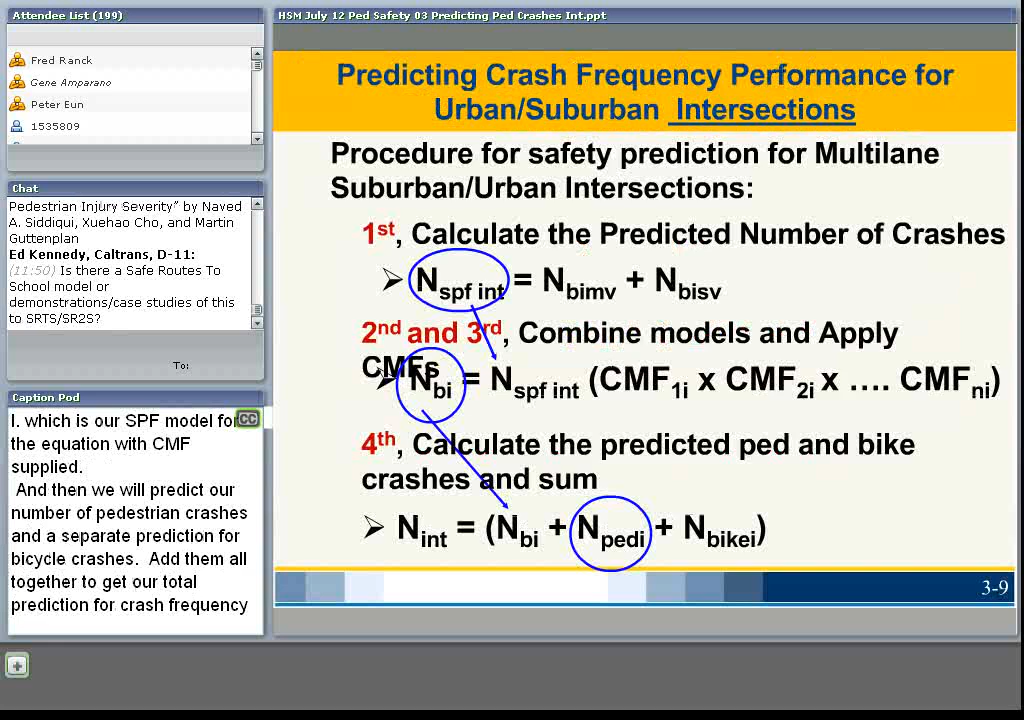 Attendee List (199)
Fred Ranck
Gene Amparano
Peter Eun
1535809
Chat
Pedestrian Injury Severity" by Naved
A. Siddiqui, Xuehao Cho, and Martin
Guttenplan
Ed Kennedy, Caltrans, D-11:
(11:50) Is there a Safe Routes To
School model or
demonstrations/case studies of this
to SRTS/SR2S?
To:
Caption Pod
I. which is our SPF model for
CC
the equation with CMF
supplied.
And then we will predict our
number of pedestrian crashes
and a separate prediction for
bicycle crashes. Add them all
together to get our total
prediction for crash frequency
HSM July 12 Ped Safety 03 Predicting Ped Crashes Int.ppt
Predicting Crash Frequency Performance for
Urban/Suburban Intersections
Procedure for safety prediction for Multilane
Suburban/Urban Intersections:
1st, Calculate the Predicted Number of Crashes
➢ Nspf int = Nbimv + Nbisv
2nd and 3rd, Combine models and Apply
CMFs
➢ Nbi = Nspf int (CMF1i x CMF2i x .... CMFni)
4th, Calculate the predicted ped and bike
crashes and sum
➢ Nint = (Nbi + Npedi + Nbikei)
3-9